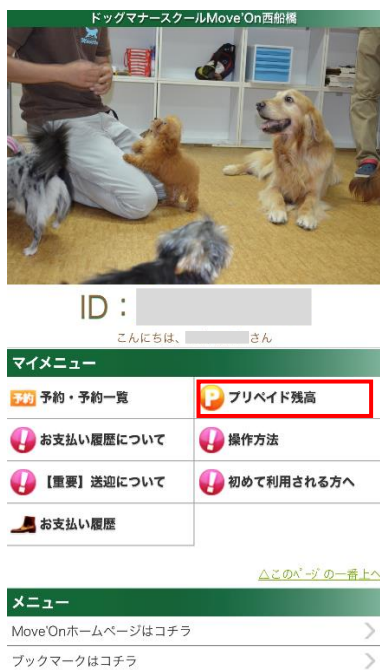 ドッグマナースクールMove'On西船橋
ID：
こんにちは、 さん
マイメニュー
予約 予約・予約一覧
P プリペイド残高
お支払い履歴について
操作方法
【重要】送迎について
初めて利用される方へ
お支払い履歴
△このﾍﾟｰｼﾞの一番上へ
メニュー
Move'Onホームページはコチラ
ブックマークはコチラ